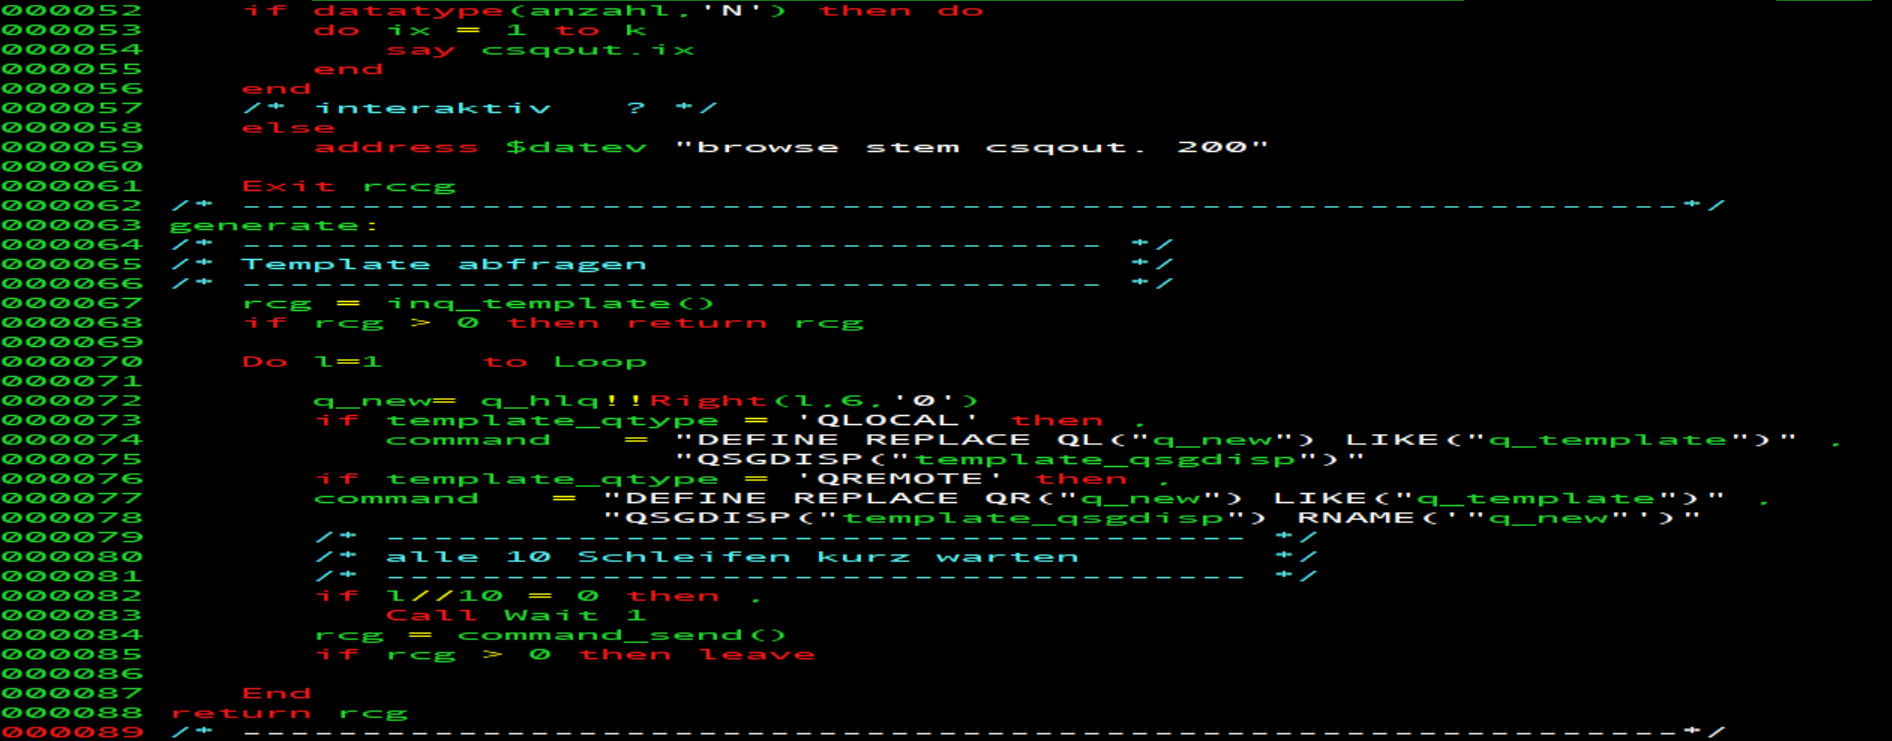 000052     if datatype(anzahl,'N') then do
000053        do ix = 1 to k
000054           say csqout.ix
000055        end
000056     end
000057     /* interaktiv   ? */
000058     else
000059        address $datev "browse stem csqout. 200"
000060
000061     Exit rccg
000062  /* ------------------------------------------------------------*/
000063  generate:
000064  /* ------------------------------------ */
000065  /* Template abfragen                    */
000066  /* ------------------------------------ */
000067     rcg = inq_template()
000068     if rcg > 0 then return rcg
000069
000070     Do l=1    to Loop
000071
000072        q_new= q_hlq!!Right(l,6,'0')
000073        if template_qtype = 'QLOCAL' then ,
000074           command   = "DEFINE REPLACE QL("q_new") LIKE("q_template")" ,
000075                       "QSGDISP("template_qsgdisp")"
000076        if template_qtype = 'QREMOTE' then ,
000077        command   = "DEFINE REPLACE QR("q_new") LIKE("q_template")" ,
000078                    "QSGDISP("template_qsgdisp") RNAME('"q_new"')"
000079        /* ------------------------------------ */
000080        /* alle 10 Schleifen kurz warten        */
000081        /* ------------------------------------ */
000082        if l//10 = 0 then ,
000083           Call Wait 1
000084        rcg = command_send()
000085        if rcg > 0 then leave
000086
000087     End
000088  return rcg
000089  /* ------------------------------------------------------------*/